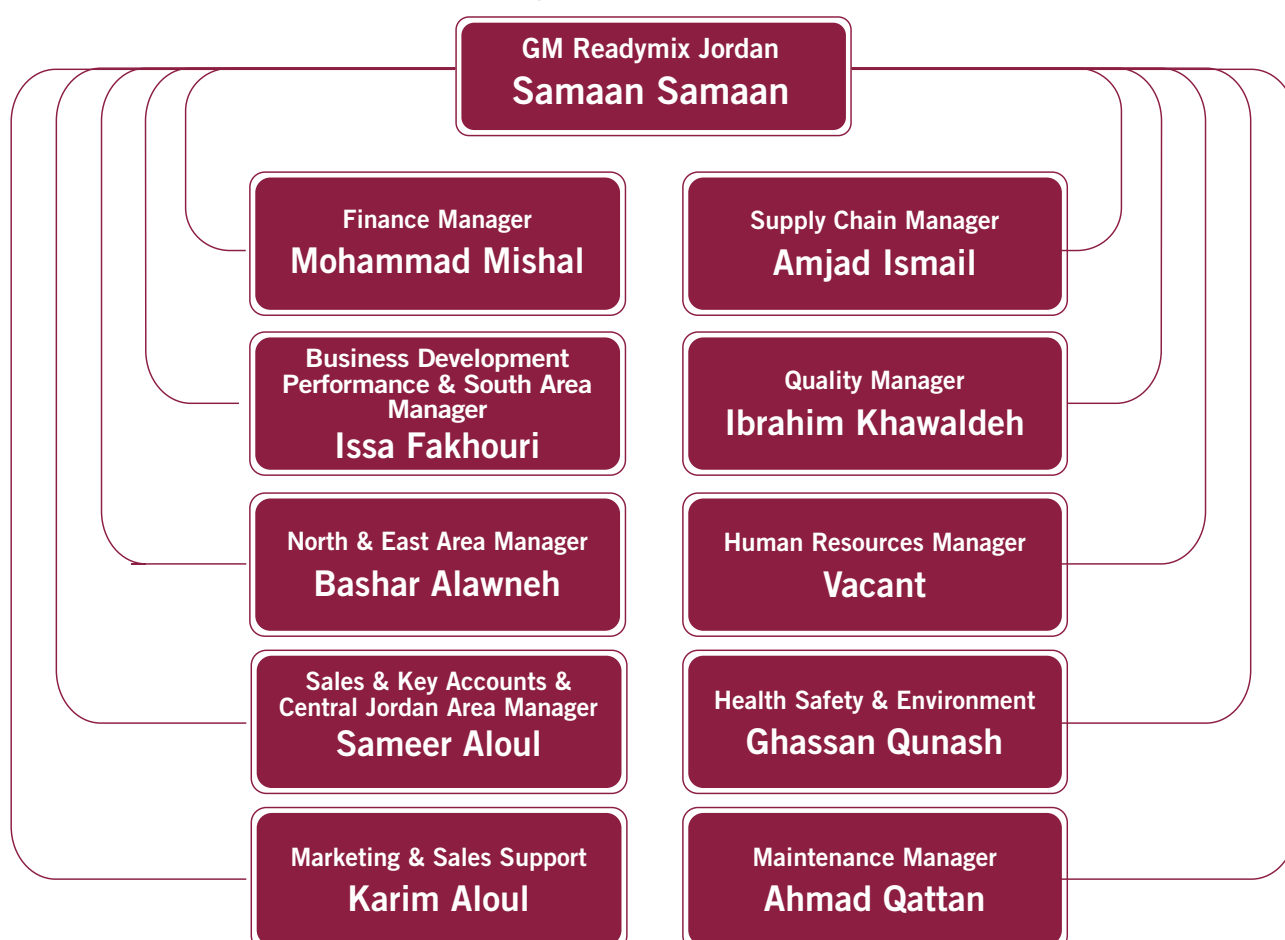 GM Readymix Jordan
Samaan Samaan
Finance Manager
Mohammad Mishal
Supply Chain Manager
Amjad Ismail
Business Development
Performance & South Area
Manager
Issa Fakhouri
Quality Manager
Ibrahim Khawaldeh
North & East Area Manager
Bashar Alawneh
Human Resources Manager
Vacant
Sales & Key Accounts &
Central Jordan Area Manager
Sameer Aloul
Health Safety & Environment
Ghassan Qunash
Marketing & Sales Support
Karim Aloul
Maintenance Manager
Ahmad Qattan